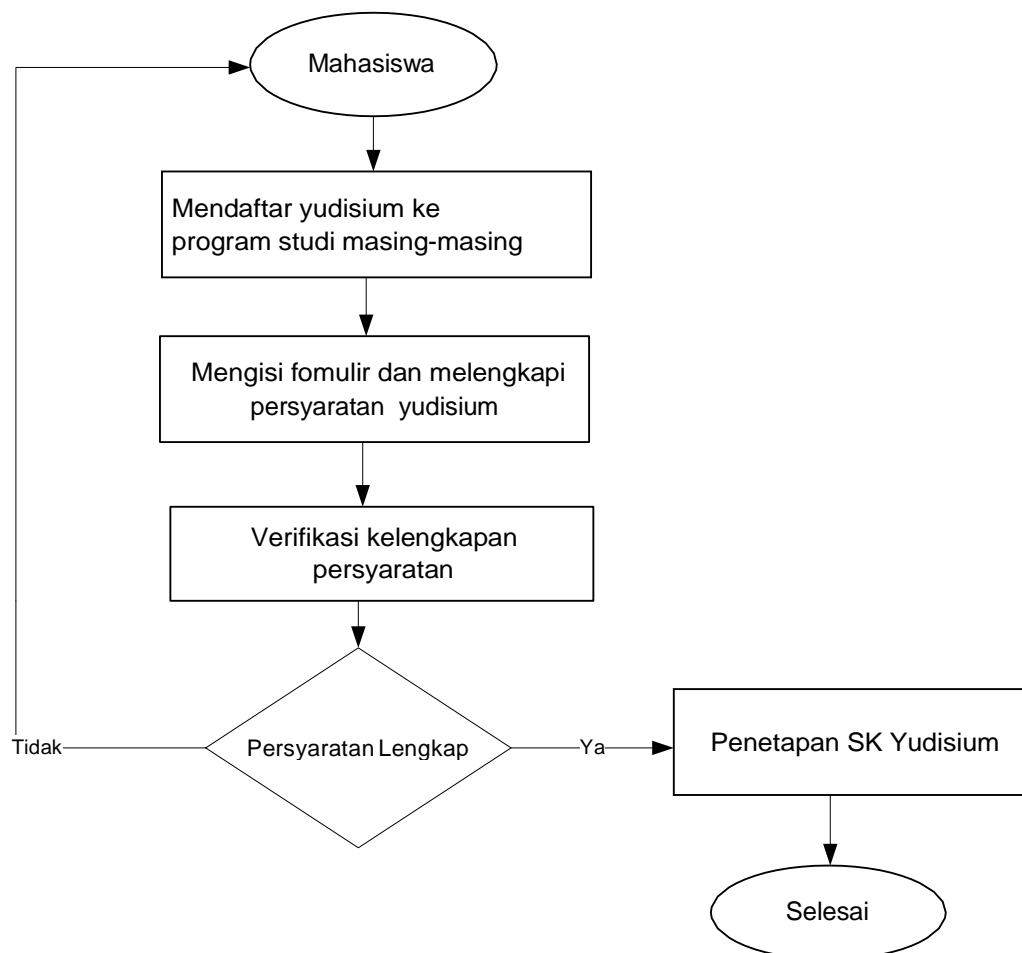 Mahasiswa
Mendaftar yudisium ke
program studi masing-masing
Mengisi fomulir dan melengkapi
persyaratan yudisium
Verifikasi kelengkapan
persyaratan
Persyaratan Lengkap
Tidak
Ya
Penetapan SK Yudisium
Selesai